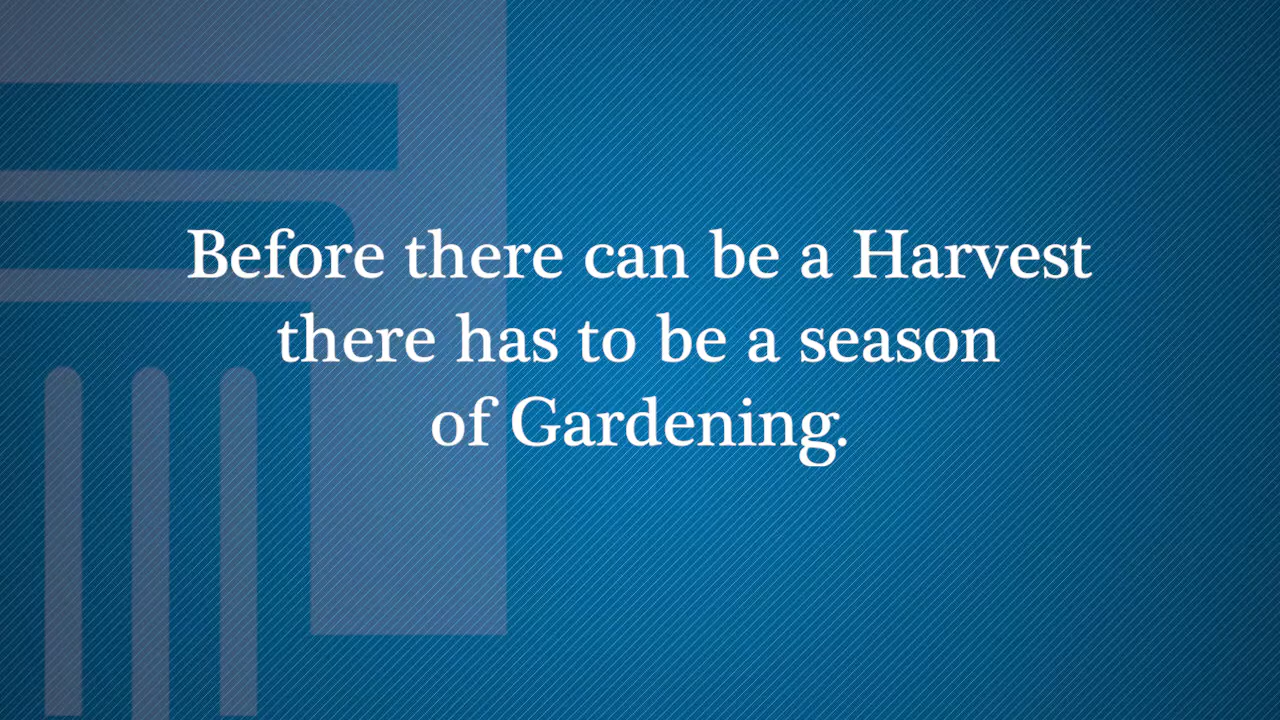 Before there can be a Harvest
there has to be a season
of Gardening.